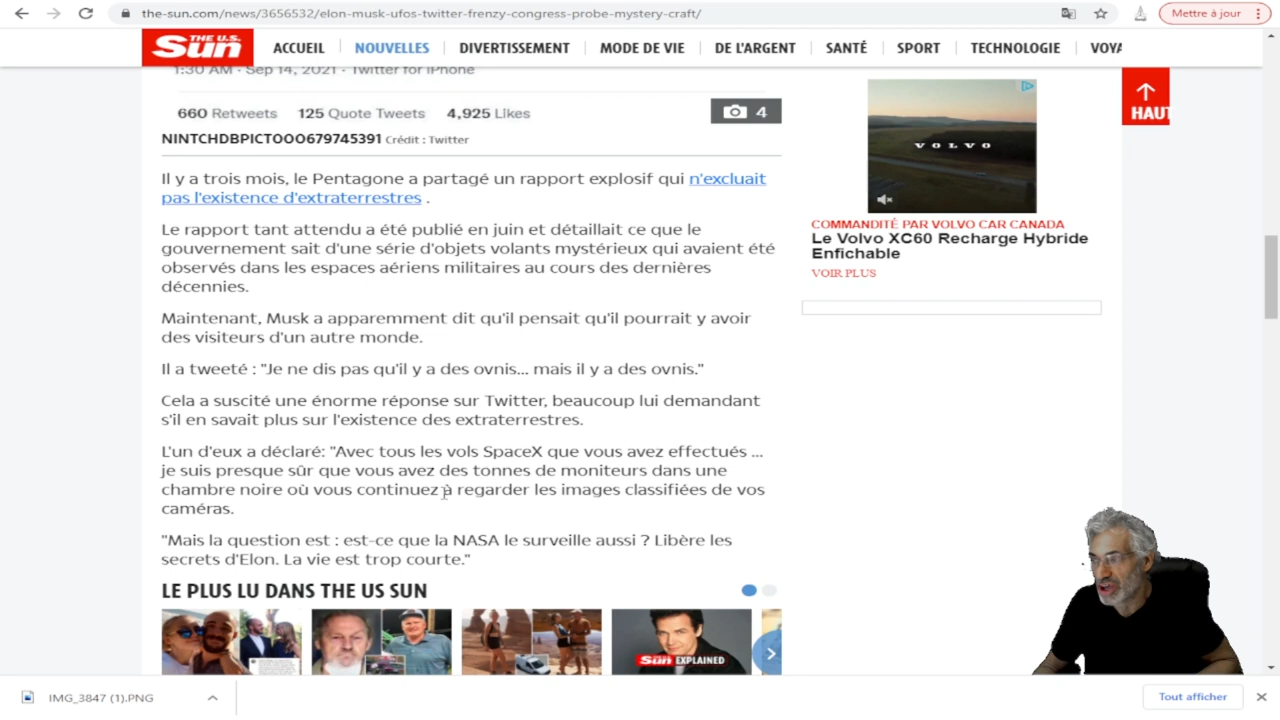 the-sun.com/news/3656532/elon-musk-ufos-twitter-frenzy-congress-probe-mystery-craft/
Mettre à jour
THE U.S. Sun
ACCUEIL NOUVELLES DIVERTISSEMENT MODE DE VIE DE L'ARGENT SANTÉ SPORT TECHNOLOGIE VOYA
1:30 AM · Sep 14, 2021 · Twitter for iPhone
660 Retweets 125 Quote Tweets 4,925 Likes
4
NINTCHDBPICT000679745391 Crédit : Twitter
Il y a trois mois, le Pentagone a partagé un rapport explosif qui n'excluait
pas l'existence d'extraterrestres .
Le rapport tant attendu a été publié en juin et détaillait ce que le
gouvernement sait d'une série d'objets volants mystérieux qui avaient été
observés dans les espaces aériens militaires au cours des dernières
décennies.
Maintenant, Musk a apparemment dit qu'il pensait qu'il pourrait y avoir
des visiteurs d'un autre monde.
Il a tweeté : "Je ne dis pas qu'il y a des ovnis... mais il y a des ovnis."
Cela a suscité une énorme réponse sur Twitter, beaucoup lui demandant
s'il en savait plus sur l'existence des extraterrestres.
L'un d'eux a déclaré: "Avec tous les vols SpaceX que vous avez effectués ...
je suis presque sûr que vous avez des tonnes de moniteurs dans une
chambre noire où vous continuez à regarder les images classifiées de vos
caméras.
"Mais la question est : est-ce que la NASA le surveille aussi ? Libère les
secrets d'Elon. La vie est trop courte."
LE PLUS LU DANS THE US SUN
Sun EXPLAINED
VOLVO
COMMANDITÉ PAR VOLVO CAR CANADA
Le Volvo XC60 Recharge Hybride
Enfichable
VOIR PLUS
HAUT
IMG_3847 (1).PNG
Tout afficher